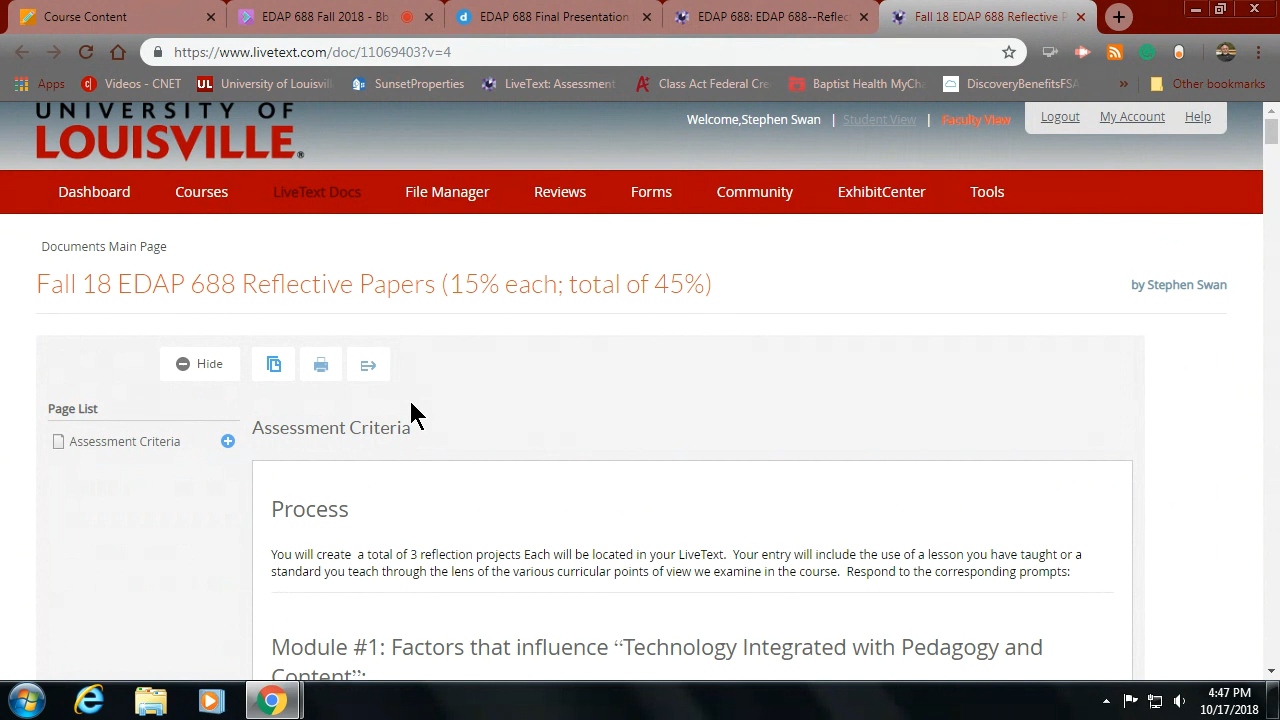 Course Content
EDAP 688 Fall 2018 - Bb
EDAP 688 Final Presentation
EDAP 688: EDAP 688--Reflec
Fall 18 EDAP 688 Reflective P
https://www.livetext.com/doc/11069403?v=4
Apps
Videos - CNET
University of Louisvil
SunsetProperties
LiveText: Assessment
Class Act Federal Cre
Baptist Health MyCha
DiscoveryBenefitsFSA
»
Other bookmarks
UNIVERSITY OF
LOUISVILLE.
Welcome,Stephen Swan | Student View | Faculty View
Logout My Account Help
Dashboard Courses LiveText Docs File Manager Reviews Forms Community ExhibitCenter Tools
Documents Main Page
Fall 18 EDAP 688 Reflective Papers (15% each; total of 45%)
by Stephen Swan
Hide
Page List
Assessment Criteria
Assessment Criteria
Process
You will create a total of 3 reflection projects Each will be located in your LiveText. Your entry will include the use of a lesson you have taught or a
standard you teach through the lens of the various curricular points of view we examine in the course. Respond to the corresponding prompts:
Module #1: Factors that influence “Technology Integrated with Pedagogy and
Content”:
4:47 PM
10/17/2018